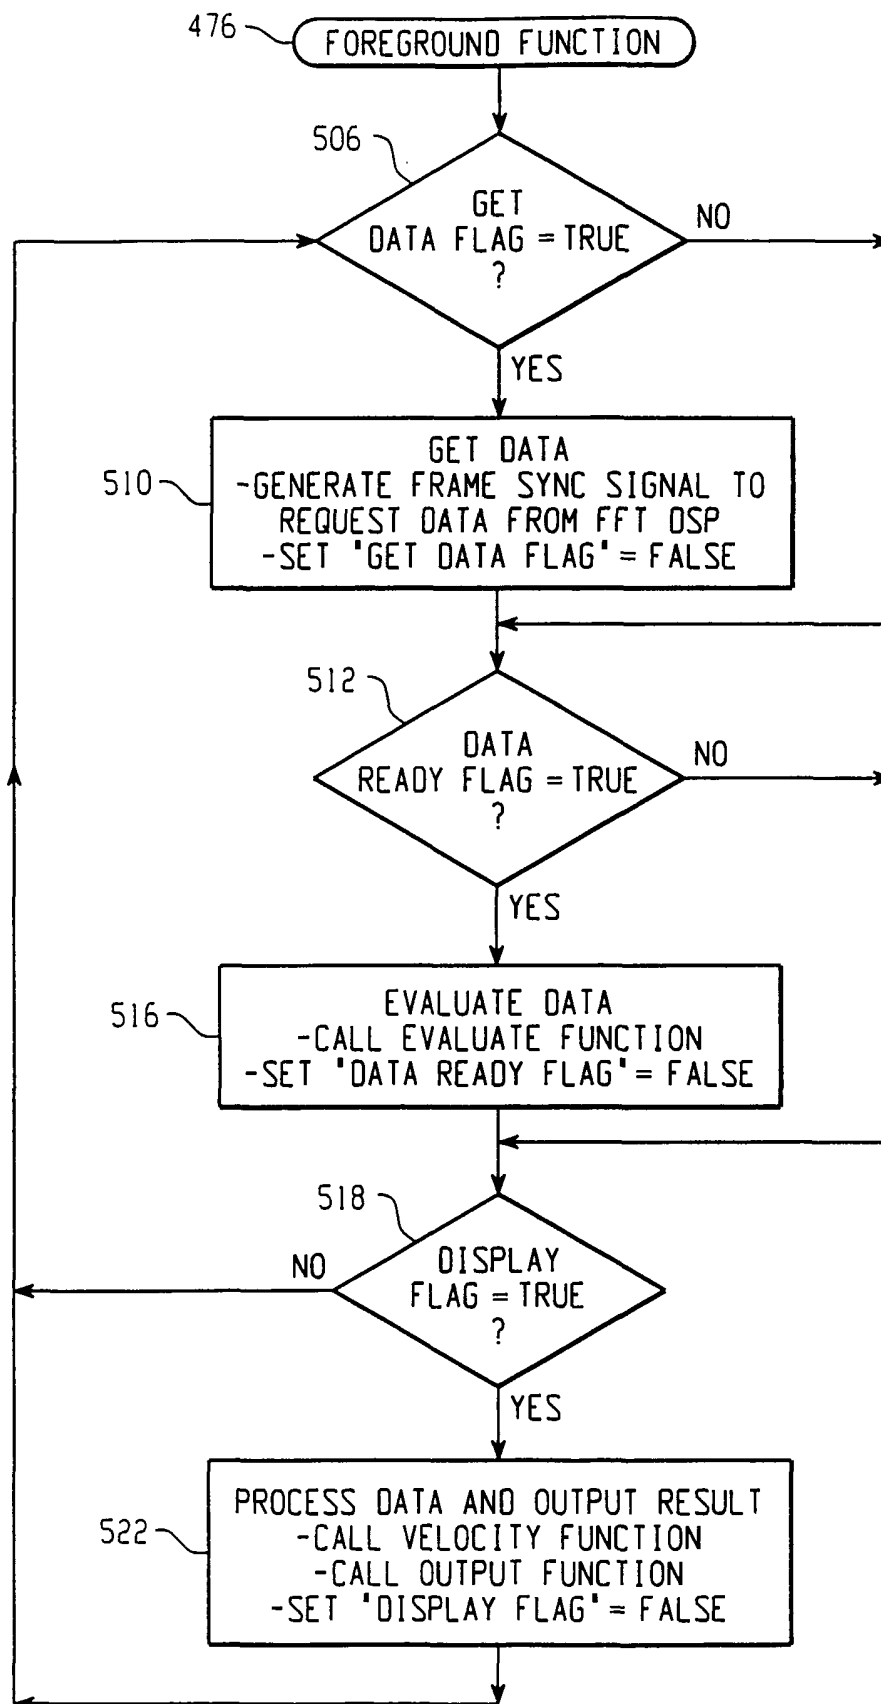 476
FOREGROUND FUNCTION
506
GET
DATA FLAG = TRUE
?
NO
YES
510
GET DATA
-GENERATE FRAME SYNC SIGNAL TO
REQUEST DATA FROM FFT DSP
-SET "GET DATA FLAG" = FALSE
512
DATA
READY FLAG = TRUE
?
NO
YES
516
EVALUATE DATA
-CALL EVALUATE FUNCTION
-SET "DATA READY FLAG" = FALSE
518
DISPLAY
FLAG = TRUE
?
NO
YES
522
PROCESS DATA AND OUTPUT RESULT
-CALL VELOCITY FUNCTION
-CALL OUTPUT FUNCTION
-SET "DISPLAY FLAG" = FALSE